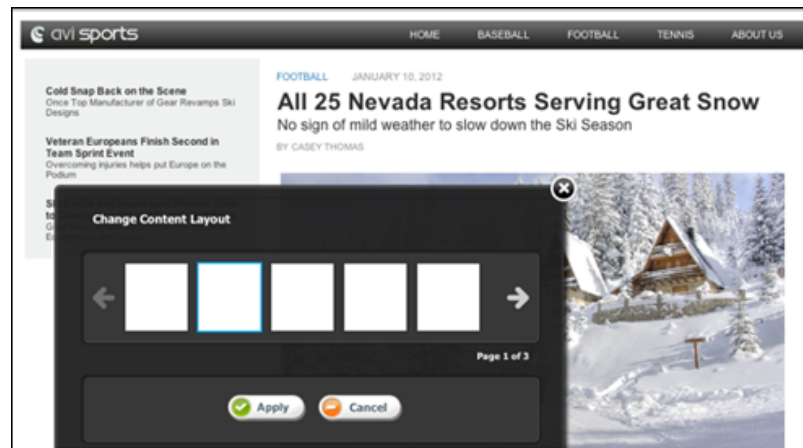 avi sports
HOME BASEBALL FOOTBALL TENNIS ABOUT US
Cold Snap Back on the Scene
Once Top Manufacturer of Gear Revamps Ski
Designs
Veteran Europeans Finish Second in
Team Sprint Event
Overcoming injuries helps put Europe on the
Podium
FOOTBALL JANUARY 10, 2012
All 25 Nevada Resorts Serving Great Snow
No sign of mild weather to slow down the Ski Season
BY CASEY THOMAS
Change Content Layout
Page 1 of 3
Apply Cancel